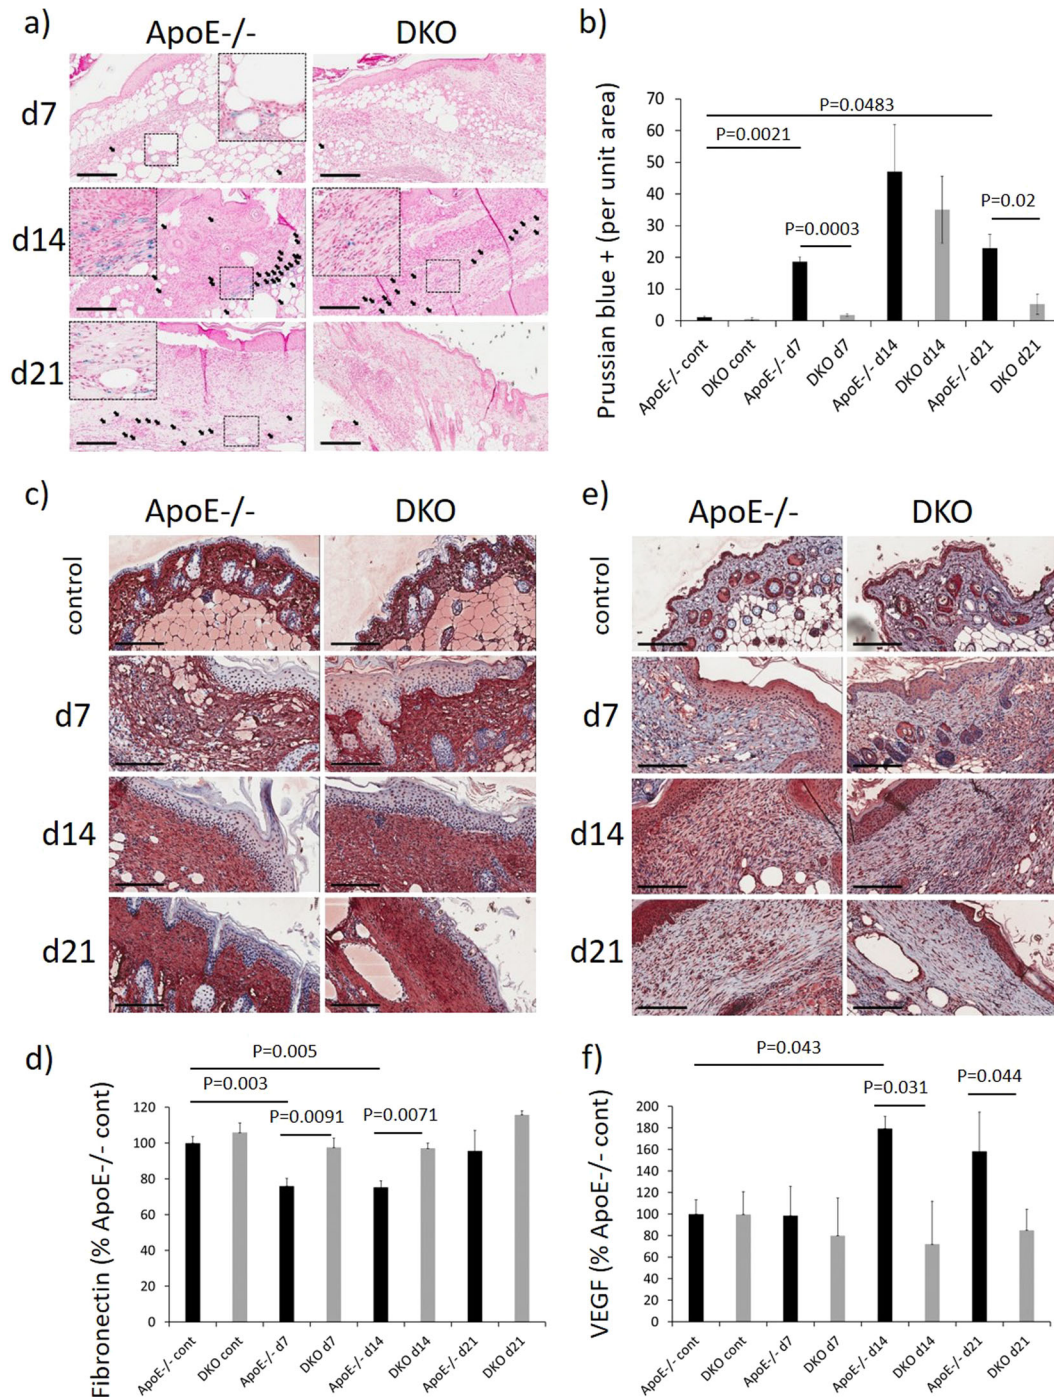 a)
ApoE-/-
DKO
d7
d14
d21
b)
Prussian blue + (per unit area)
70
60
50
40
30
20
10
0
P=0.0483
P=0.0021
P=0.0003
P=0.02
ApoE-/- cont
DKO cont
ApoE-/- d7
DKO d7
ApoE-/- d14
DKO d14
ApoE-/- d21
DKO d21
c)
ApoE-/-
DKO
control
d7
d14
d21
e)
ApoE-/-
DKO
control
d7
d14
d21
d)
Fibronectin (% ApoE-/- cont)
P=0.005
P=0.003
P=0.0091
P=0.0071
120
100
80
60
40
20
0
ApoE-/- cont
DKO cont
ApoE-/- d7
DKO d7
ApoE-/- d14
DKO d14
ApoE-/- d21
DKO d21
f)
VEGF (% ApoE-/- cont)
P=0.043
P=0.031
P=0.044
200
180
160
140
120
100
80
60
40
20
0
ApoE-/- cont
DKO cont
ApoE-/- d7
DKO d7
ApoE-/- d14
DKO d14
ApoE-/- d21
DKO d21